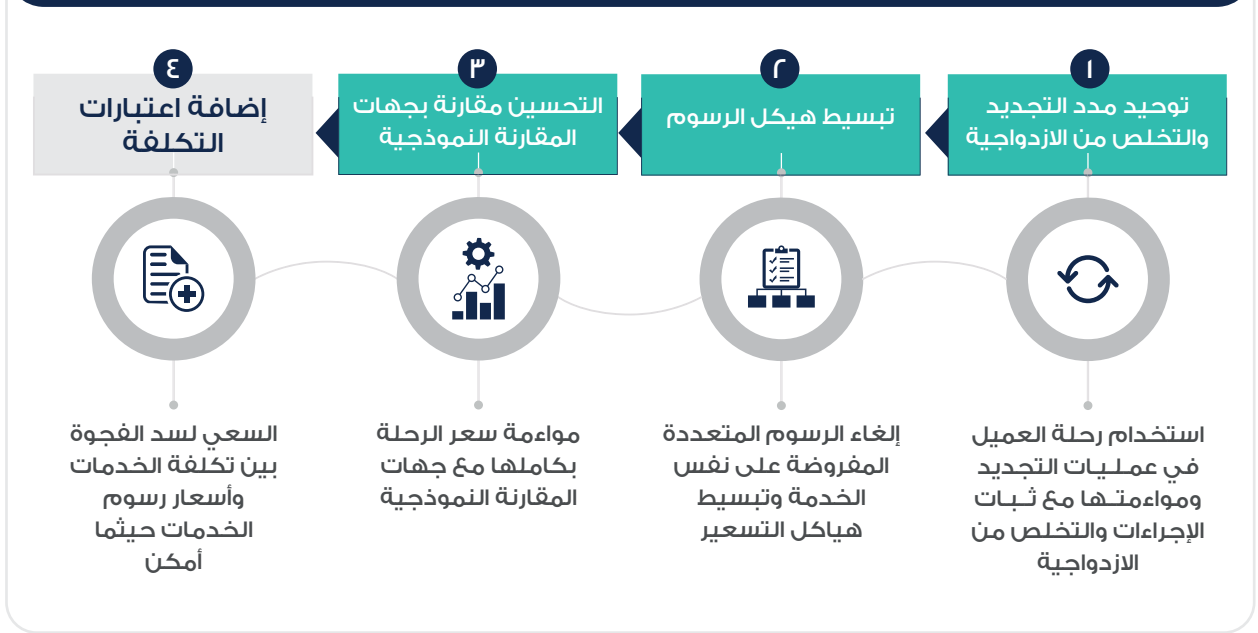 ١
توحيد مدد التجديد
والتخلص من الازدواجية
استخدام رحلة العميل
في عمليات التجديد
ومواءمتها مع ثبات
الإجراءات والتخلص من
الازدواجية
٢
تبسيط هيكل الرسوم
إلغاء الرسوم المتعددة
المفروضة على نفس
الخدمة وتبسيط
هياكل التسعير
٣
التحسين مقارنة بجهات
المقارنة النموذجية
مواءمة سعر الرحلة
بكاملها مع جهات
المقارنة النموذجية
٤
إضافة اعتبارات
التكلفة
السعي لسد الفجوة
بين تكلفة الخدمات
وأسعار رسوم
الخدمات حيثما
أمكن